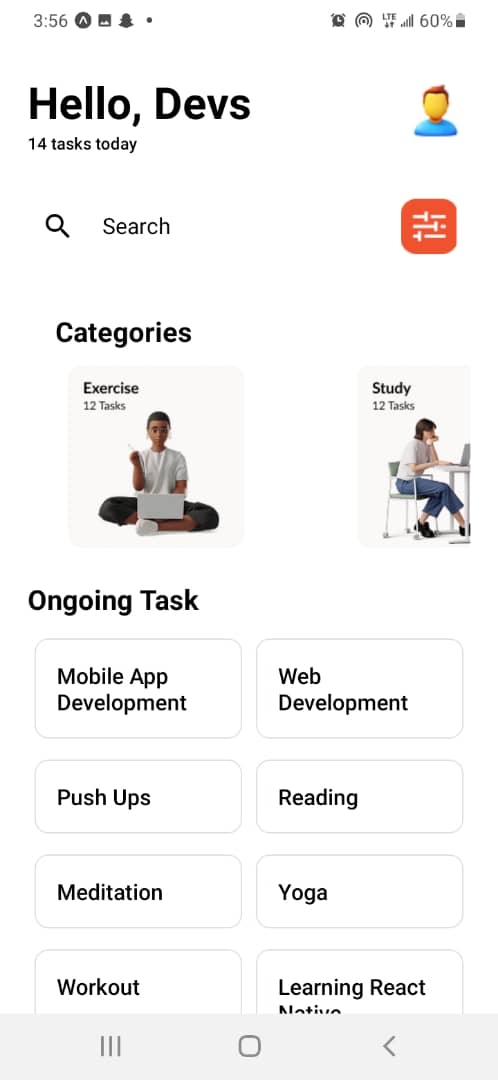 3:56
LTE
60%
Hello, Devs
14 tasks today
Search
Categories
Exercise
12 Tasks
Study
12 Tasks
Ongoing Task
Mobile App
Development
Web
Development
Push Ups
Reading
Meditation
Yoga
Workout
Learning React
Native